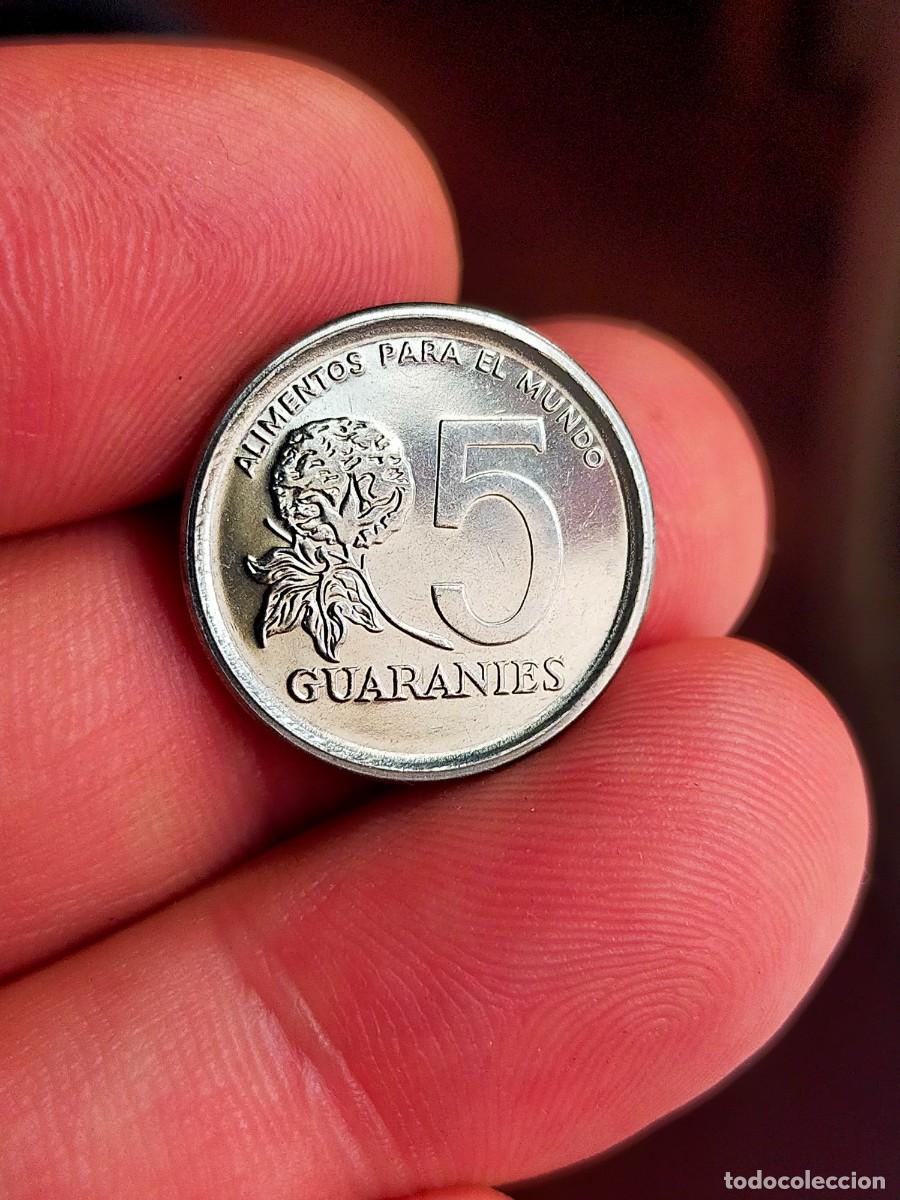 ALIMENTOS PARA EL MUNDO
5
GUARANIES
todocoleccion